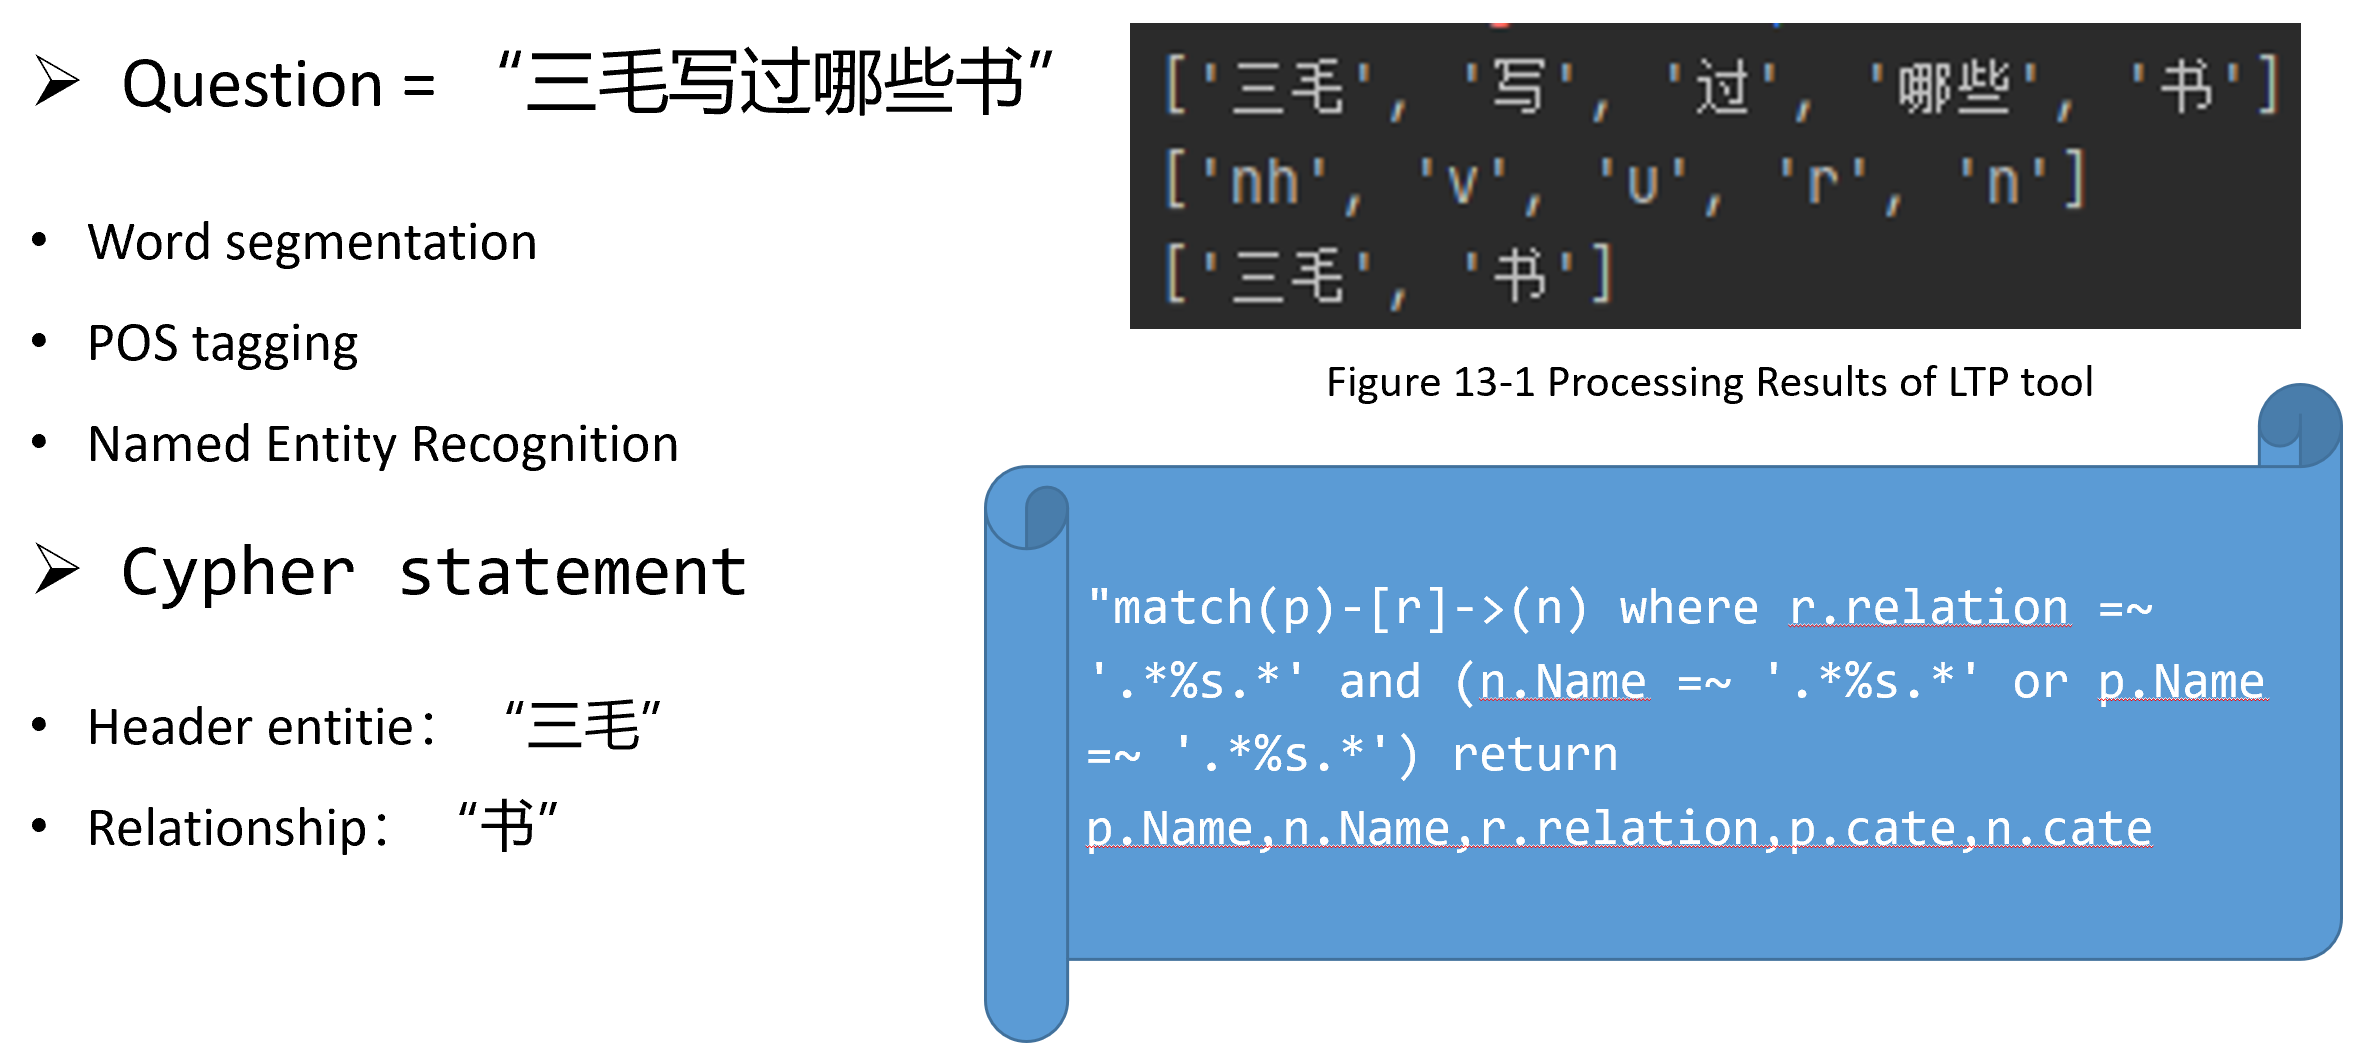 Question = “三毛写过哪些书”
• Word segmentation
• POS tagging
• Named Entity Recognition
Cypher statement
• Header entitie： “三毛”
• Relationship： “书”
['三毛', '写', '过', '哪些', '书']
['nh', 'v', 'u', 'r', 'n']
['三毛', '书']
Figure 13-1 Processing Results of LTP tool
"match(p)-[r]->(n) where r.relation =~
'.*%s.*' and (n.Name =~ '.*%s.*' or p.Name
=~ '.*%s.*') return
p.Name,n.Name,r.relation,p.cate,n.cate